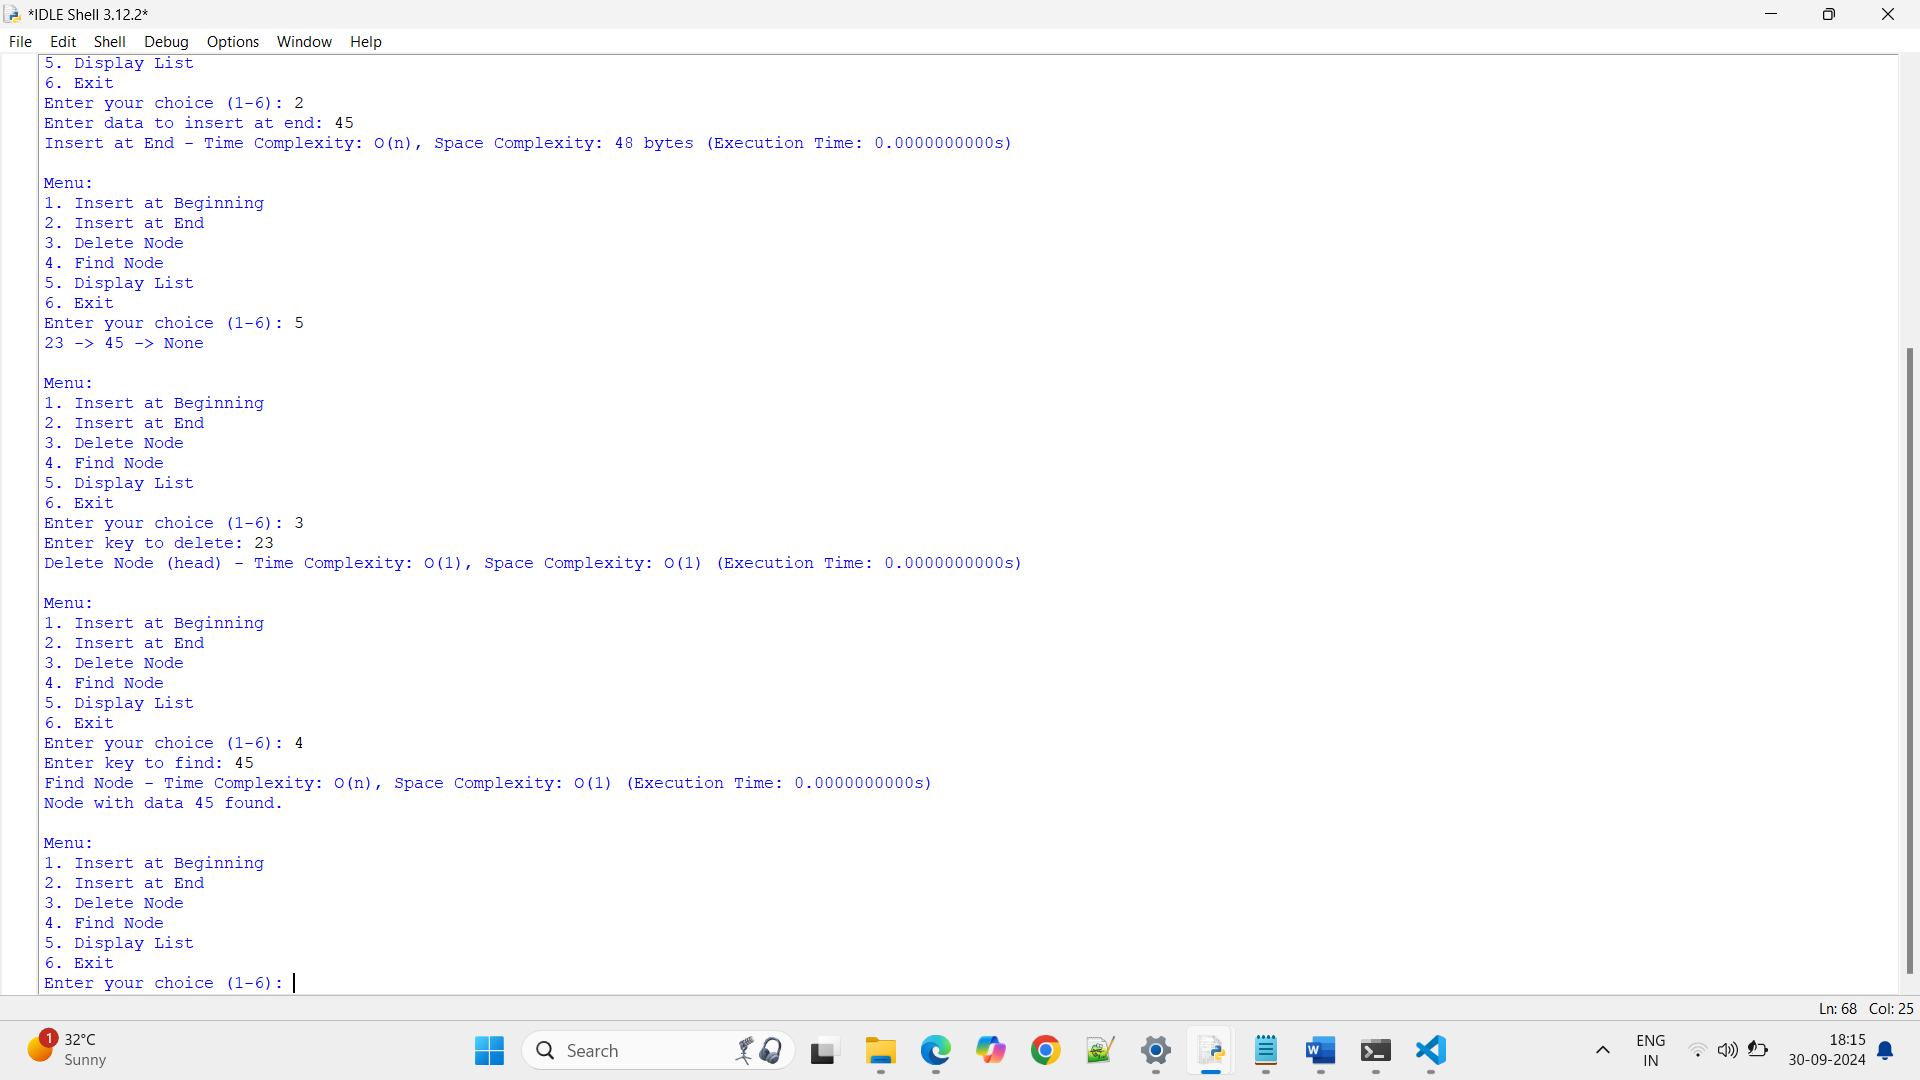 *IDLE Shell 3.12.2*
File Edit Shell Debug Options Window Help
5. Display List
6. Exit
Enter your choice (1-6): 2
Enter data to insert at end: 45
Insert at End - Time Complexity: O(n), Space Complexity: 48 bytes (Execution Time: 0.0000000000s)
Menu:
1. Insert at Beginning
2. Insert at End
3. Delete Node
4. Find Node
5. Display List
6. Exit
Enter your choice (1-6): 5
23 -> 45 -> None
Menu:
1. Insert at Beginning
2. Insert at End
3. Delete Node
4. Find Node
5. Display List
6. Exit
Enter your choice (1-6): 3
Enter key to delete: 23
Delete Node (head) - Time Complexity: O(1), Space Complexity: O(1) (Execution Time: 0.0000000000s)
Menu:
1. Insert at Beginning
2. Insert at End
3. Delete Node
4. Find Node
5. Display List
6. Exit
Enter your choice (1-6): 4
Enter key to find: 45
Find Node - Time Complexity: O(n), Space Complexity: O(1) (Execution Time: 0.0000000000s)
Node with data 45 found.
Menu:
1. Insert at Beginning
2. Insert at End
3. Delete Node
4. Find Node
5. Display List
6. Exit
Enter your choice (1-6):
Ln: 68 Col: 25
1
32°C
Sunny
Search
W
ENG
IN
18:15
30-09-2024